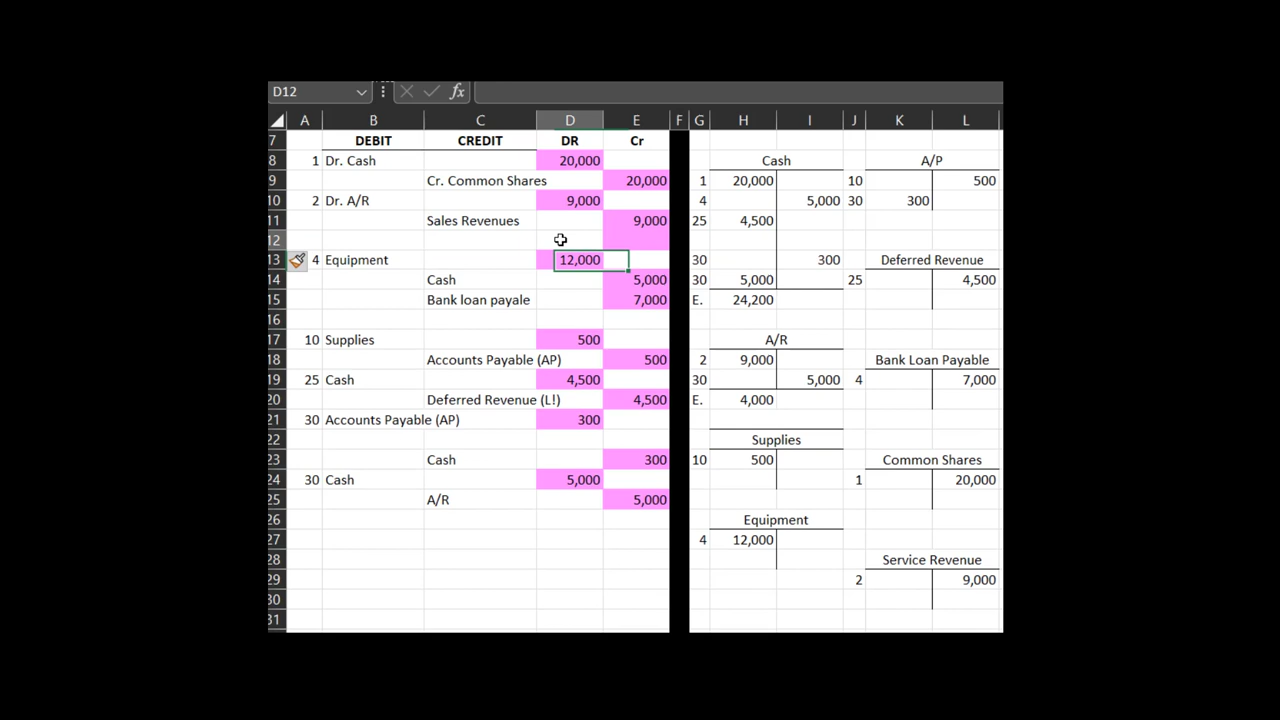 D12 fx
A B C D E F G H I J K L
7 DEBIT CREDIT DR Cr
8 1 Dr. Cash 20,000 Cash A/P
9 Cr. Common Shares 20,000 1 20,000 10 500
10 2 Dr. A/R 9,000 4 5,000 30 300
11 Sales Revenues 9,000 25 4,500
12
13 4 Equipment 12,000 30 300 Deferred Revenue
14 Cash 5,000 30 5,000 25 4,500
15 Bank loan payale 7,000 E. 24,200
16
17 10 Supplies 500 A/R
18 Accounts Payable (AP) 500 2 9,000 Bank Loan Payable
19 25 Cash 4,500 30 5,000 4 7,000
20 Deferred Revenue (L!) 4,500 E. 4,000
21 30 Accounts Payable (AP) 300
22 Supplies
23 Cash 300 10 500 Common Shares
24 30 Cash 5,000 1 20,000
25 A/R 5,000
26 Equipment
27 4 12,000
28 Service Revenue
29 2 9,000
30
31